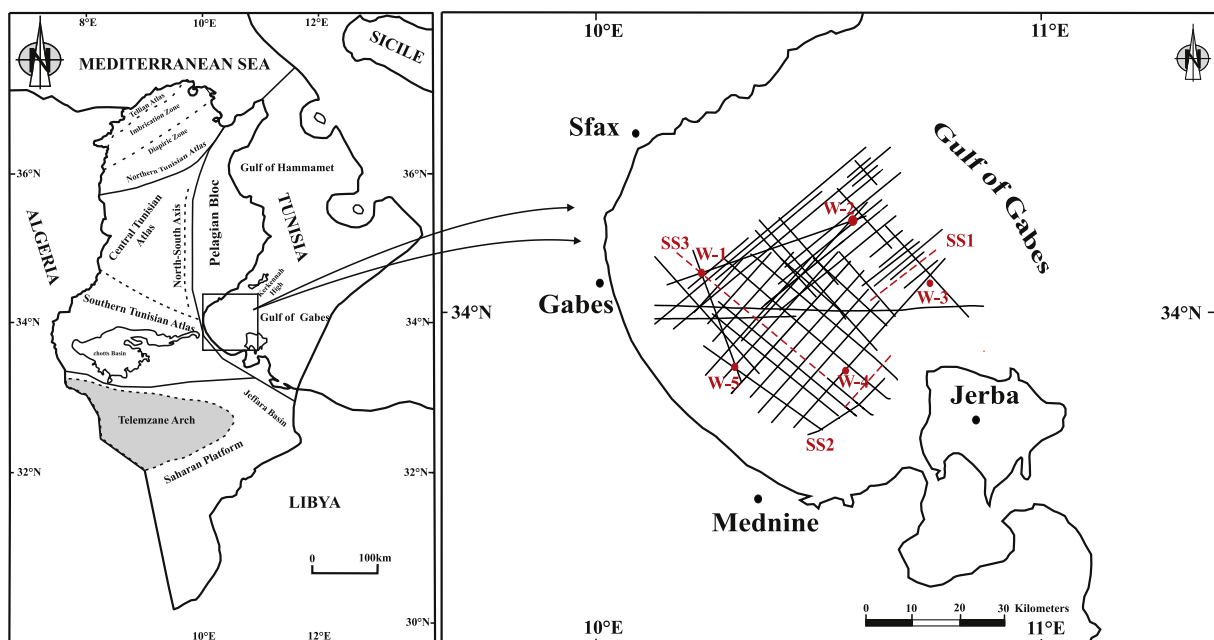 8°E
10°E
12°E
N
MEDITERRANEAN SEA
SICILE
Tellian Atlas
Imbrication Zone
Diapiric Zone
Northern Tunisian Atlas
36°N
Gulf of Hammamet
ALGERIA
Central Tunisian
Atlas
North-South Axis
Pelagian Bloc
TUNISIA
Kerkennah
High
Southern Tunisian Atlas
Gulf of Gabes
34°N
chotts Basin
Jeffara Basin
Telemzane Arch
Saharan Platform
32°N
LIBYA
0
100km
30°N
10°E
12°E
10°E
11°E
N
Sfax
Gulf of Gabes
W-2
SS3
W-1
SS1
Gabes
W-3
34°N
34°N
W-5
W-4
Jerba
SS2
Mednine
0
10
20
30
Kilometers
10°E
11°E